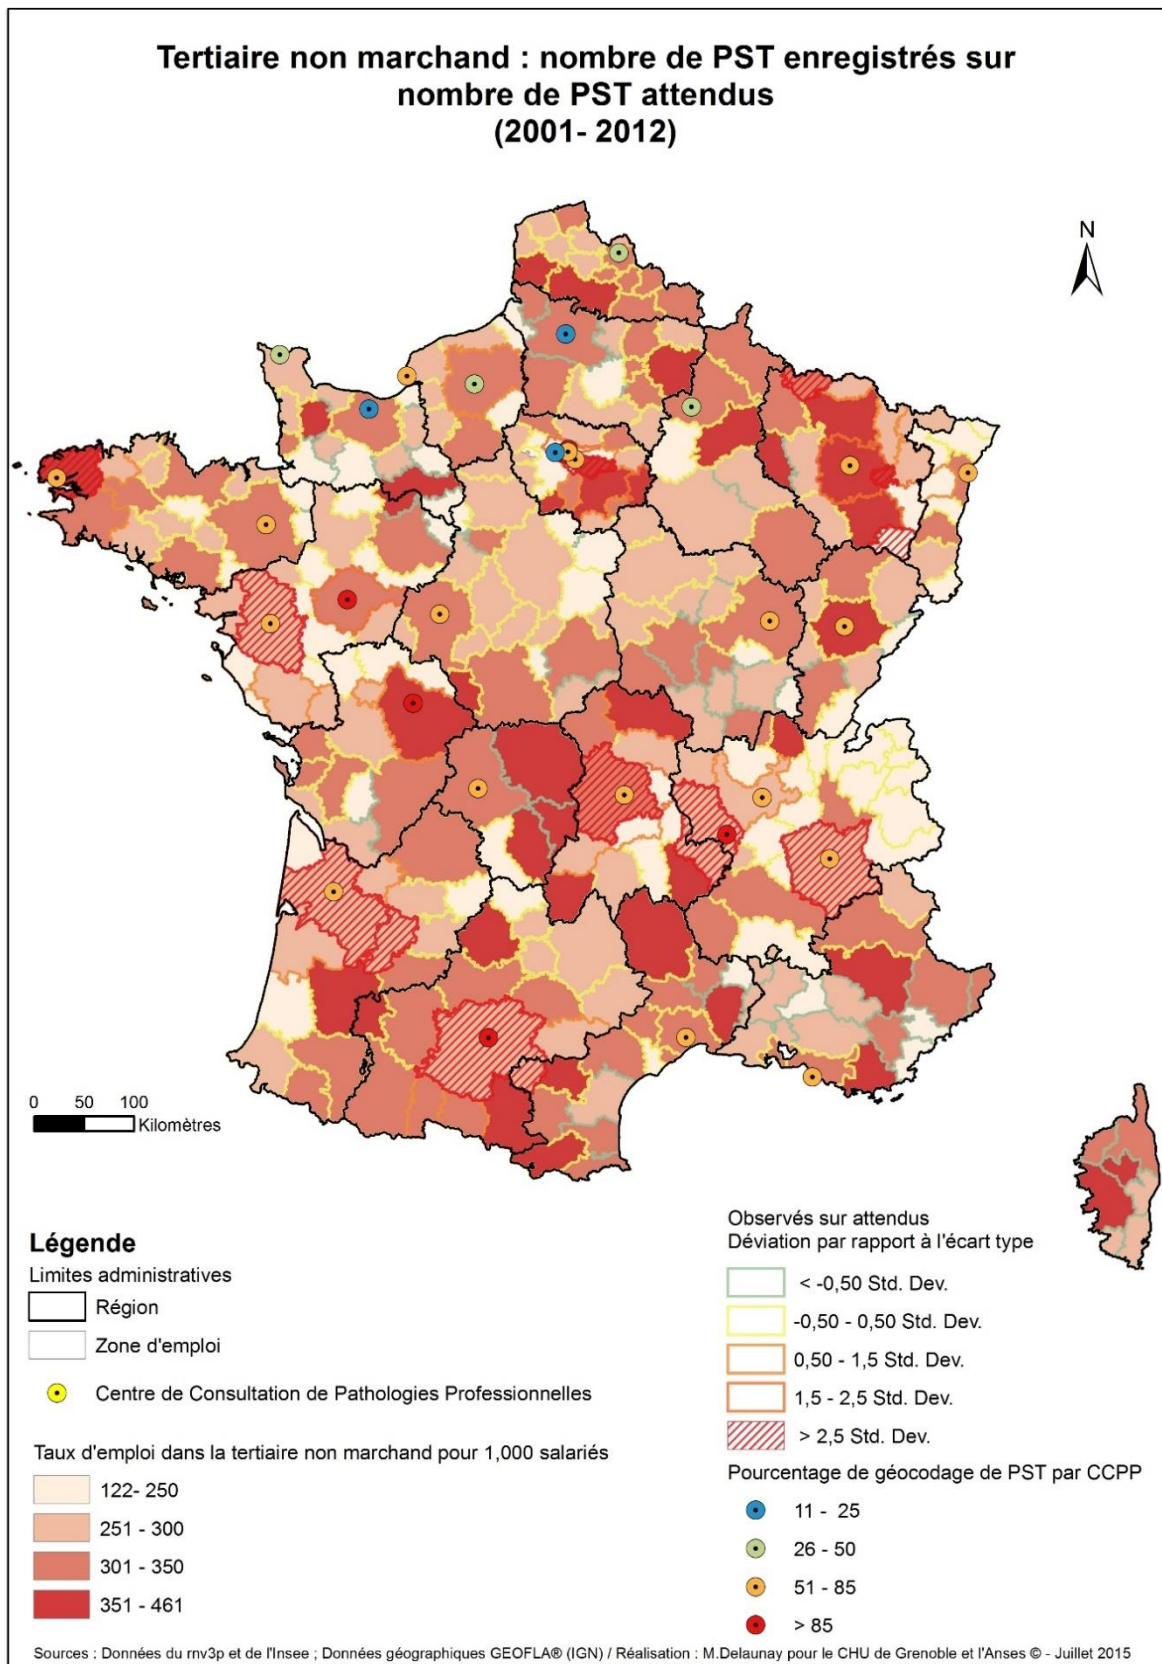 Tertiaire non marchand : nombre de PST enregistrés sur
nombre de PST attendus
(2001- 2012)
N
0 50 100
Kilomètres
Légende
Limites administratives
Région
Zone d'emploi
Centre de Consultation de Pathologies Professionnelles
Taux d'emploi dans la tertiaire non marchand pour 1,000 salariés
122- 250
251 - 300
301 - 350
351 - 461
Observés sur attendus
Déviation par rapport à l'écart type
< -0,50 Std. Dev.
-0,50 - 0,50 Std. Dev.
0,50 - 1,5 Std. Dev.
1,5 - 2,5 Std. Dev.
> 2,5 Std. Dev.
Pourcentage de géocodage de PST par CCPP
11 - 25
26 - 50
51 - 85
> 85
Sources : Données du rnv3p et de l'Insee ; Données géographiques GEOFLA® (IGN) / Réalisation : M.Delaunay pour le CHU de Grenoble et l'Anses © - Juillet 2015